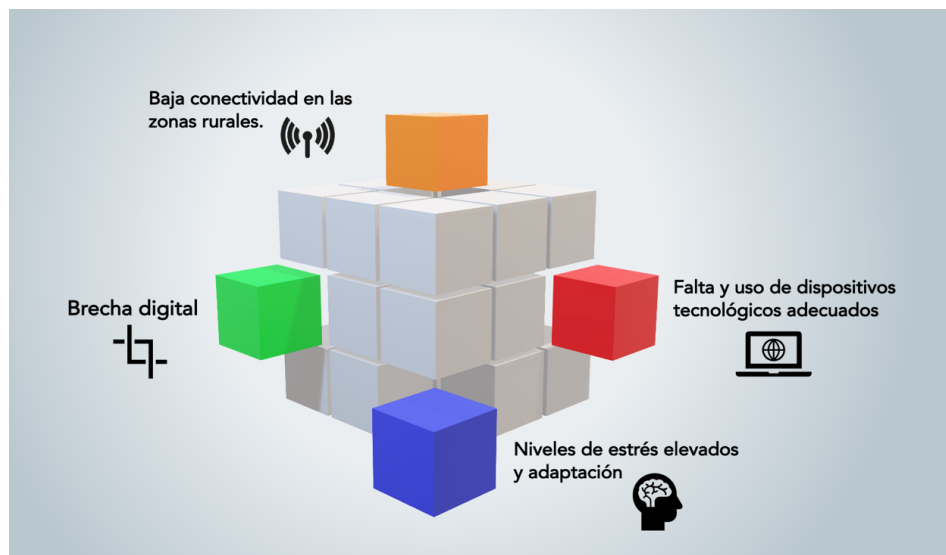 Baja conectividad en las
zonas rurales.
Brecha digital
Falta y uso de dispositivos
tecnológicos adecuados
Niveles de estrés elevados
y adaptación